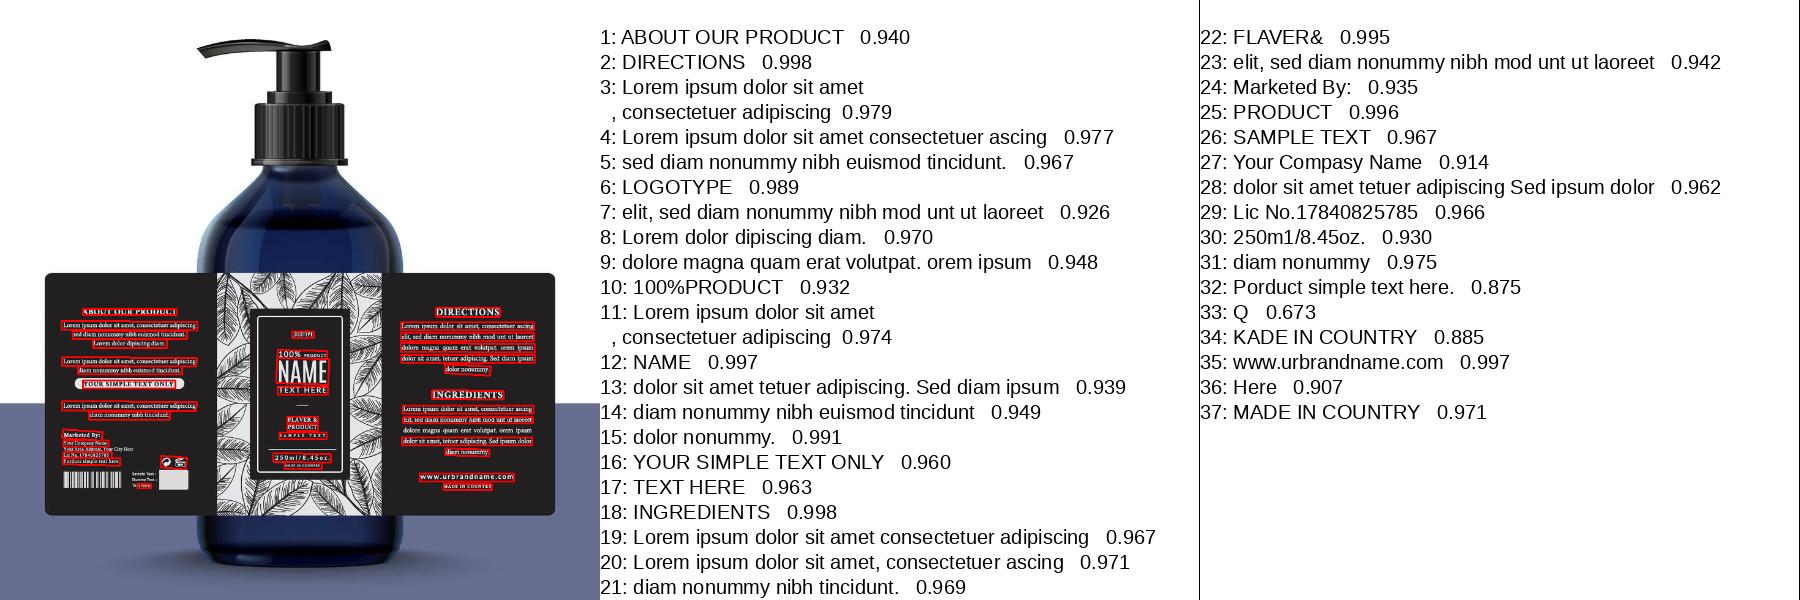 ABOUT OUR PRODUCT
Lorem ipsum dolor sit amet, consectetuer adipiscing
sed diam nonummy nibh euismod tincidunt.
Lorem dolor dipiscing diam.
Lorem ipsum dolor sit amet, consectetuer adipiscing
diam nonummy nibh euismod tincidunt.
YOUR SIMPLE TEXT ONLY
Lorem ipsum dolor sit amet, consectetuer adipiscing
diam nonummy nibh tincidunt.
Marketed By:
Your Company Name
Your Area Address, Your City Here
Lic No. 17840825785
Porduct simple text here.
Sample Text :
Dummy Text :
LOGOTYPE
100% PRODUCT
NAME
TEXT HERE
FLAVER &
PRODUCT
SAMPLE TEXT
250ml/8.45oz.
MADE IN COUNTRY
DIRECTIONS
Lorem ipsum dolor sit amet, consectetuer ascing
elit, sed diam nonummy nibh mod unt ut laoreet
dolore magna quam erat volutpat. orem ipsum
dolor sit amet, tetuer adipiscing. Sed diam ipsum
dolor nonummy.
INGREDIENTS
Lorem ipsum dolor sit amet, consectetuer ascing
elit, sed diam nonummy nibh mod unt ut laoreet
dolore magna quam erat volutpat. orem ipsum
dolor sit amet, tetuer adipiscing. Sed ipsum dolor
diam nonummy.
www.urbrandname.com
MADE IN COUNTRY
1: ABOUT OUR PRODUCT 0.940
2: DIRECTIONS 0.998
3: Lorem ipsum dolor sit amet
, consectetuer adipiscing 0.979
4: Lorem ipsum dolor sit amet consectetuer ascing 0.977
5: sed diam nonummy nibh euismod tincidunt. 0.967
6: LOGOTYPE 0.989
7: elit, sed diam nonummy nibh mod unt ut laoreet 0.926
8: Lorem dolor dipiscing diam. 0.970
9: dolore magna quam erat volutpat. orem ipsum 0.948
10: 100%PRODUCT 0.932
11: Lorem ipsum dolor sit amet
, consectetuer adipiscing 0.974
12: NAME 0.997
13: dolor sit amet tetuer adipiscing. Sed diam ipsum 0.939
14: diam nonummy nibh euismod tincidunt 0.949
15: dolor nonummy. 0.991
16: YOUR SIMPLE TEXT ONLY 0.960
17: TEXT HERE 0.963
18: INGREDIENTS 0.998
19: Lorem ipsum dolor sit amet consectetuer adipiscing 0.967
20: Lorem ipsum dolor sit amet, consectetuer ascing 0.971
21: diam nonummy nibh tincidunt. 0.969
22: FLAVER& 0.995
23: elit, sed diam nonummy nibh mod unt ut laoreet 0.942
24: Marketed By: 0.935
25: PRODUCT 0.996
26: SAMPLE TEXT 0.967
27: Your Compasy Name 0.914
28: dolor sit amet tetuer adipiscing Sed ipsum dolor 0.962
29: Lic No.17840825785 0.966
30: 250m1/8.45oz. 0.930
31: diam nonummy 0.975
32: Porduct simple text here. 0.875
33: Q 0.673
34: KADE IN COUNTRY 0.885
35: www.urbrandname.com 0.997
36: Here 0.907
37: MADE IN COUNTRY 0.971